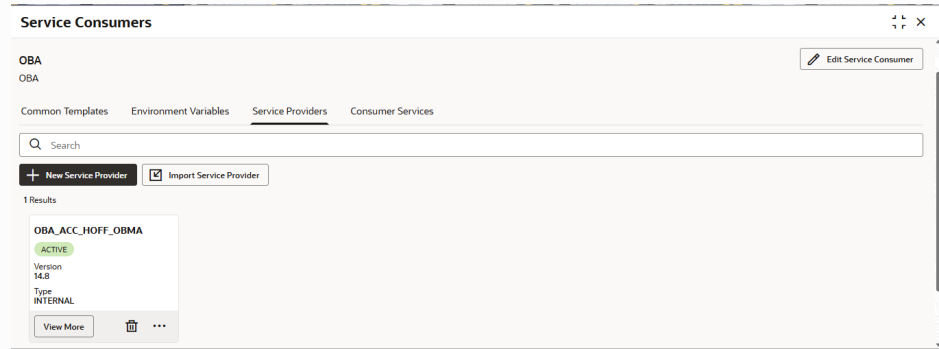 Service Consumers
OBA
Edit Service Consumer
OBA
Common Templates Environment Variables Service Providers Consumer Services
Search
New Service Provider Import Service Provider
1 Results
OBA_ACC_HOFF_OBMA
ACTIVE
Version
14.8
Type
INTERNAL
View More